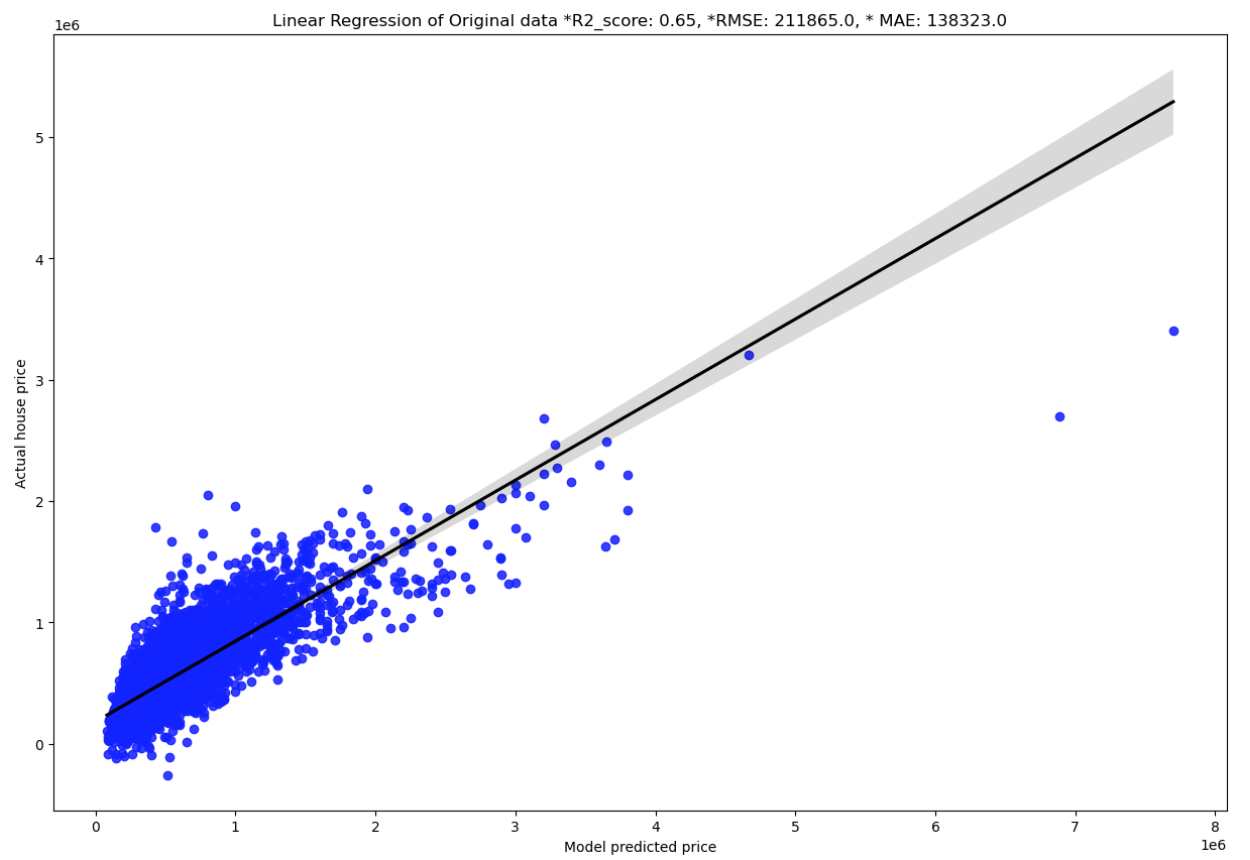 Linear Regression of Original data *R2_score: 0.65, *RMSE: 211865.0, * MAE: 138323.0
1e6
5
4
3
2
1
0
Actual house price
0 1 2 3 4 5 6 7 8
Model predicted price
1e6